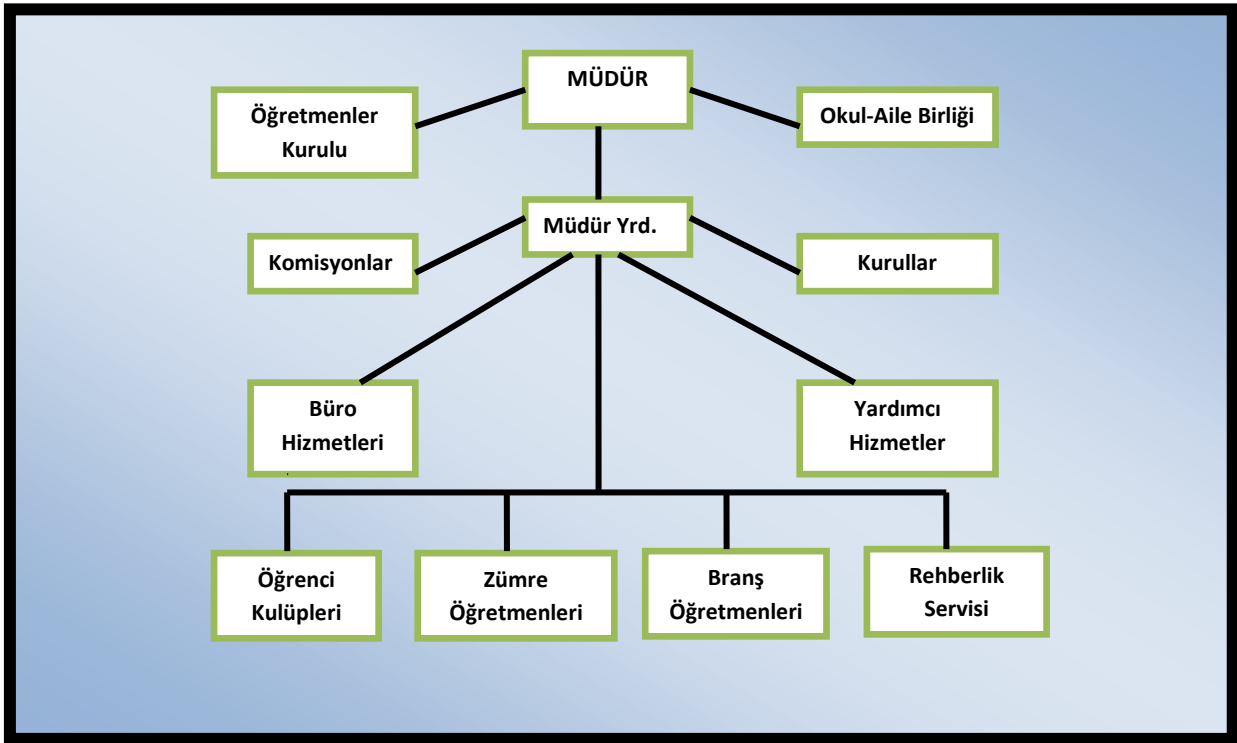 MÜDÜR
Öğretmenler
Kurulu
Okul-Aile Birliği
Müdür Yrd.
Komisyonlar
Kurullar
Büro
Hizmetleri
Yardımcı
Hizmetler
Öğrenci
Kulüpleri
Zümre
Öğretmenleri
Branş
Öğretmenleri
Rehberlik
Servisi